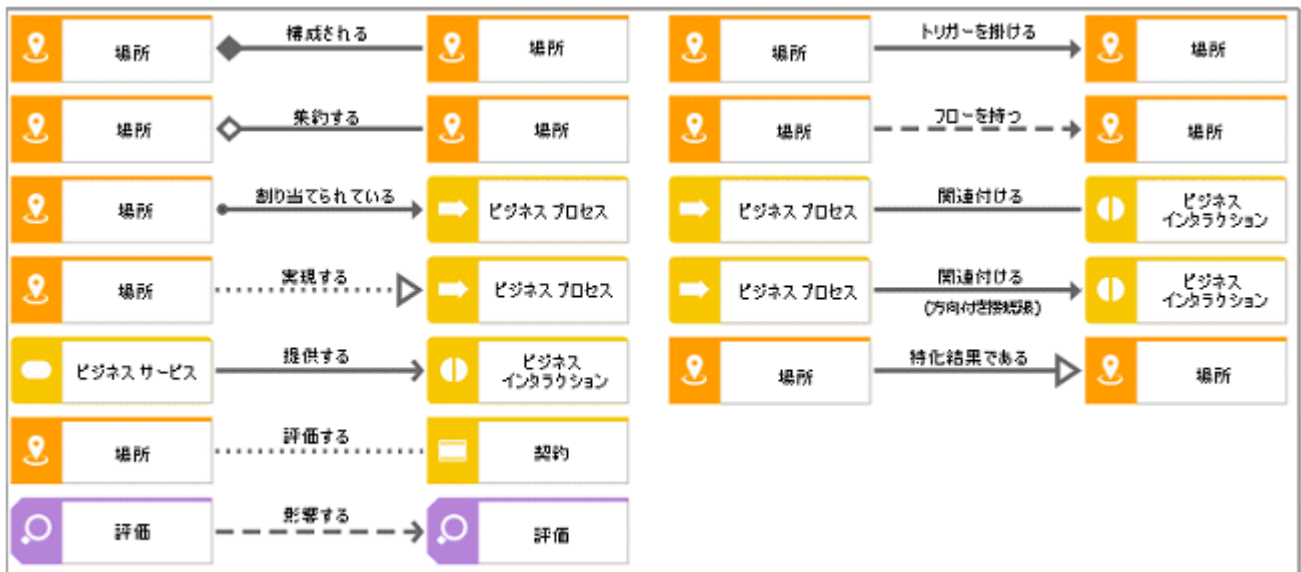 場所 構成される 場所
場所 トリガーを掛ける 場所
場所 集約する 場所
場所 フローを持つ 場所
場所 割り当てられている ビジネス プロセス
ビジネス プロセス 関連付ける ビジネス
インタラクション
場所 実現する ビジネス プロセス
ビジネス プロセス 関連付ける ビジネス
インタラクション
(方向付き接続線)
ビジネス サービス 提供する ビジネス
インタラクション
場所 特化結果である 場所
場所 評価する 契約
評価 影響する 評価